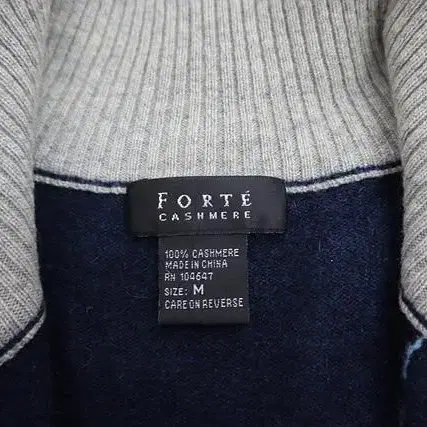 FORTÉ
CASHMERE
100% CASHMERE
MADE IN CHINA
RN 104647
SIZE: M
CARE ON REVERSE